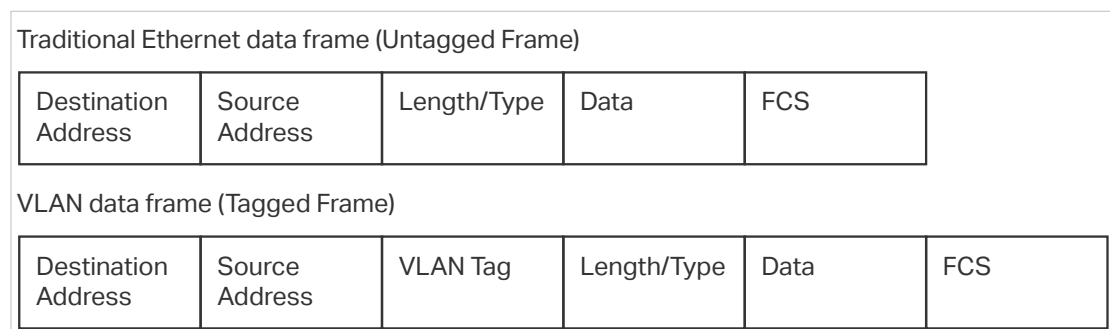 Traditional Ethernet data frame (Untagged Frame)
Destination Address Source Address Length/Type Data FCS
VLAN data frame (Tagged Frame)
Destination Address Source Address VLAN Tag Length/Type Data FCS